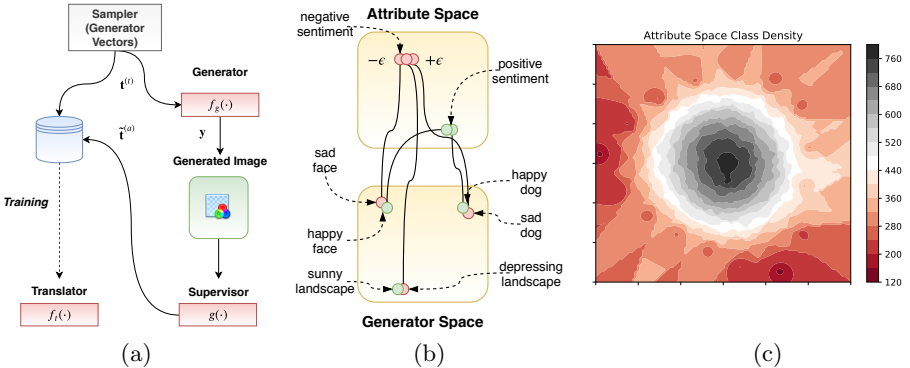 Sampler
(Generator
Vectors)
t^(t)
Generator
f_g(·)
t̃^(a)
y
Generated Image
Training
Translator
f_t(·)
Supervisor
g(·)
(a)
negative
sentiment
Attribute Space
−ϵ
+ϵ
positive
sentiment
sad
face
happy
dog
happy
face
sad
dog
sunny
landscape
depressing
landscape
Generator Space
(b)
Attribute Space Class Density
760
680
600
520
440
360
280
200
120
(c)